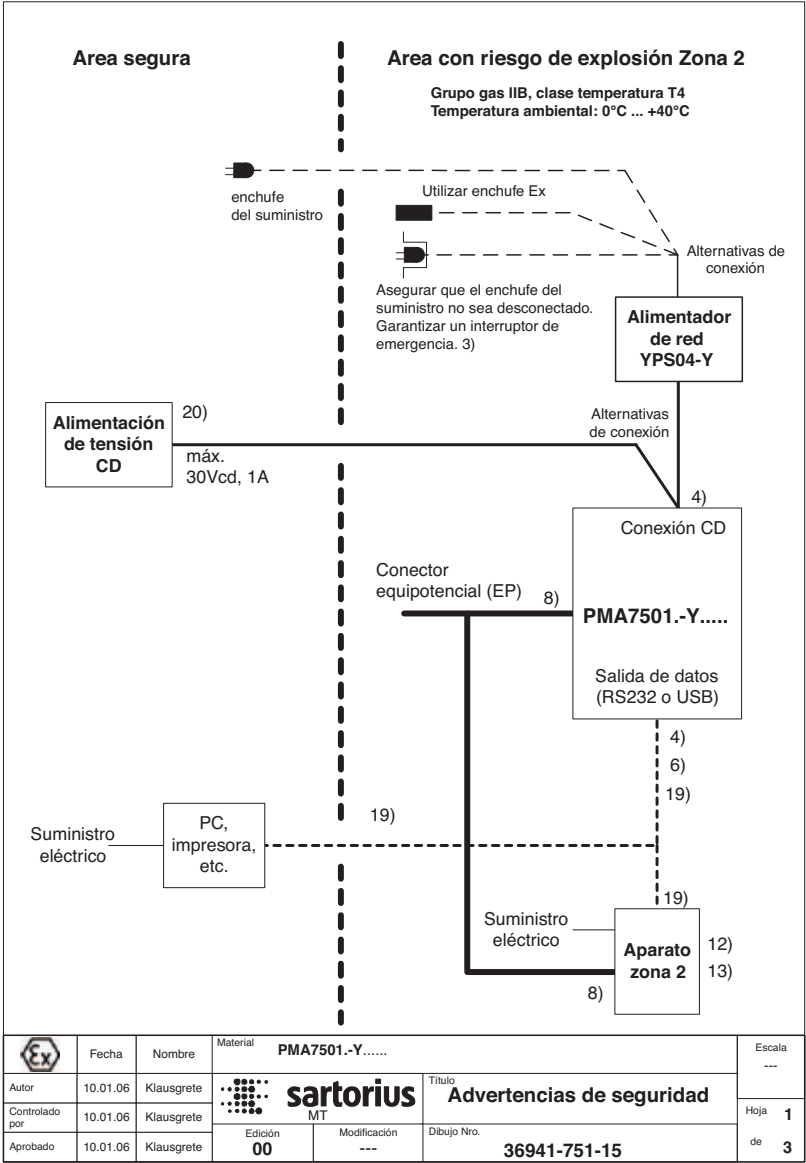 Area segura
Area con riesgo de explosión Zona 2
Grupo gas IIB, clase temperatura T4
Temperatura ambiental: 0°C ... +40°C
enchufe
del suministro
Utilizar enchufe Ex
Alternativas de
conexión
Asegurar que el enchufe del
suministro no sea desconectado.
Garantizar un interruptor de
emergencia. 3)
Alimentador
de red
YPS04-Y
Alimentación
de tensión
CD
20)
máx.
30Vcd, 1A
Alternativas
de conexión
4)
Conexión CD
Conector
equipotencial (EP)
8)
PMA7501.-Y.....
Salida de datos
(RS232 o USB)
4)
6)
19)
19)
Suministro
eléctrico
PC,
impresora,
etc.
19)
Suministro
eléctrico
Aparato
zona 2
12)
13)
8)
Ex
Fecha
Nombre
Material
PMA7501.-Y......
Escala
---
Autor
10.01.06
Klausgrete
sartorius
MT
Título
Advertencias de seguridad
Controlado
por
10.01.06
Klausgrete
Hoja 1
Aprobado
10.01.06
Klausgrete
Edición
00
Modificación
---
Dibujo Nro.
36941-751-15
de 3